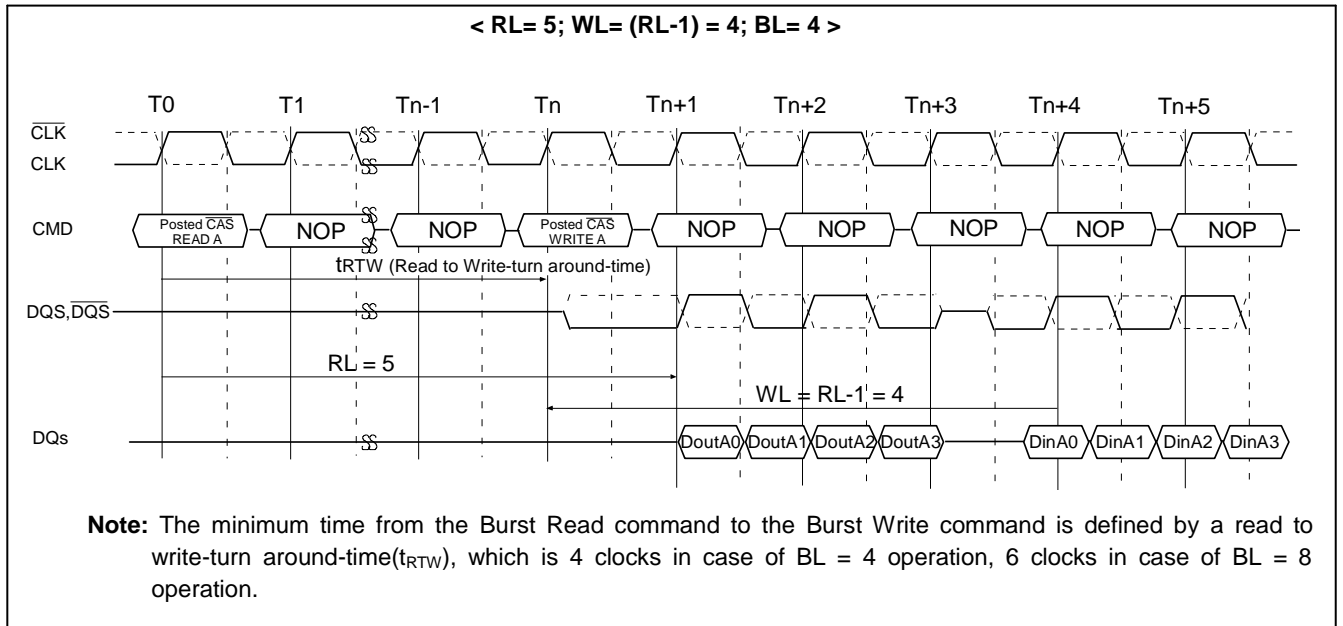 < RL= 5; WL= (RL-1) = 4; BL= 4 >
T0 T1 Tn-1 Tn Tn+1 Tn+2 Tn+3 Tn+4 Tn+5
CLK
CLK
CMD
Posted CAS
READ A
NOP
NOP
Posted CAS
WRITE A
NOP
NOP
NOP
NOP
NOP
tRTW (Read to Write-turn around-time)
DQS,DQS
RL = 5
WL = RL-1 = 4
DQs
DoutA0 DoutA1 DoutA2 DoutA3 DinA0 DinA1 DinA2 DinA3
Note: The minimum time from the Burst Read command to the Burst Write command is defined by a read to
write-turn around-time(tRTW), which is 4 clocks in case of BL = 4 operation, 6 clocks in case of BL = 8
operation.